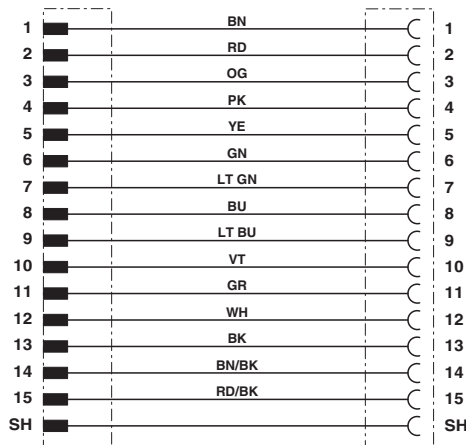 1 BN 1
2 RD 2
3 OG 3
4 PK 4
5 YE 5
6 GN 6
7 LT GN 7
8 BU 8
9 LT BU 9
10 VT 10
11 GR 11
12 WH 12
13 BK 13
14 BN/BK 14
15 RD/BK 15
SH SH